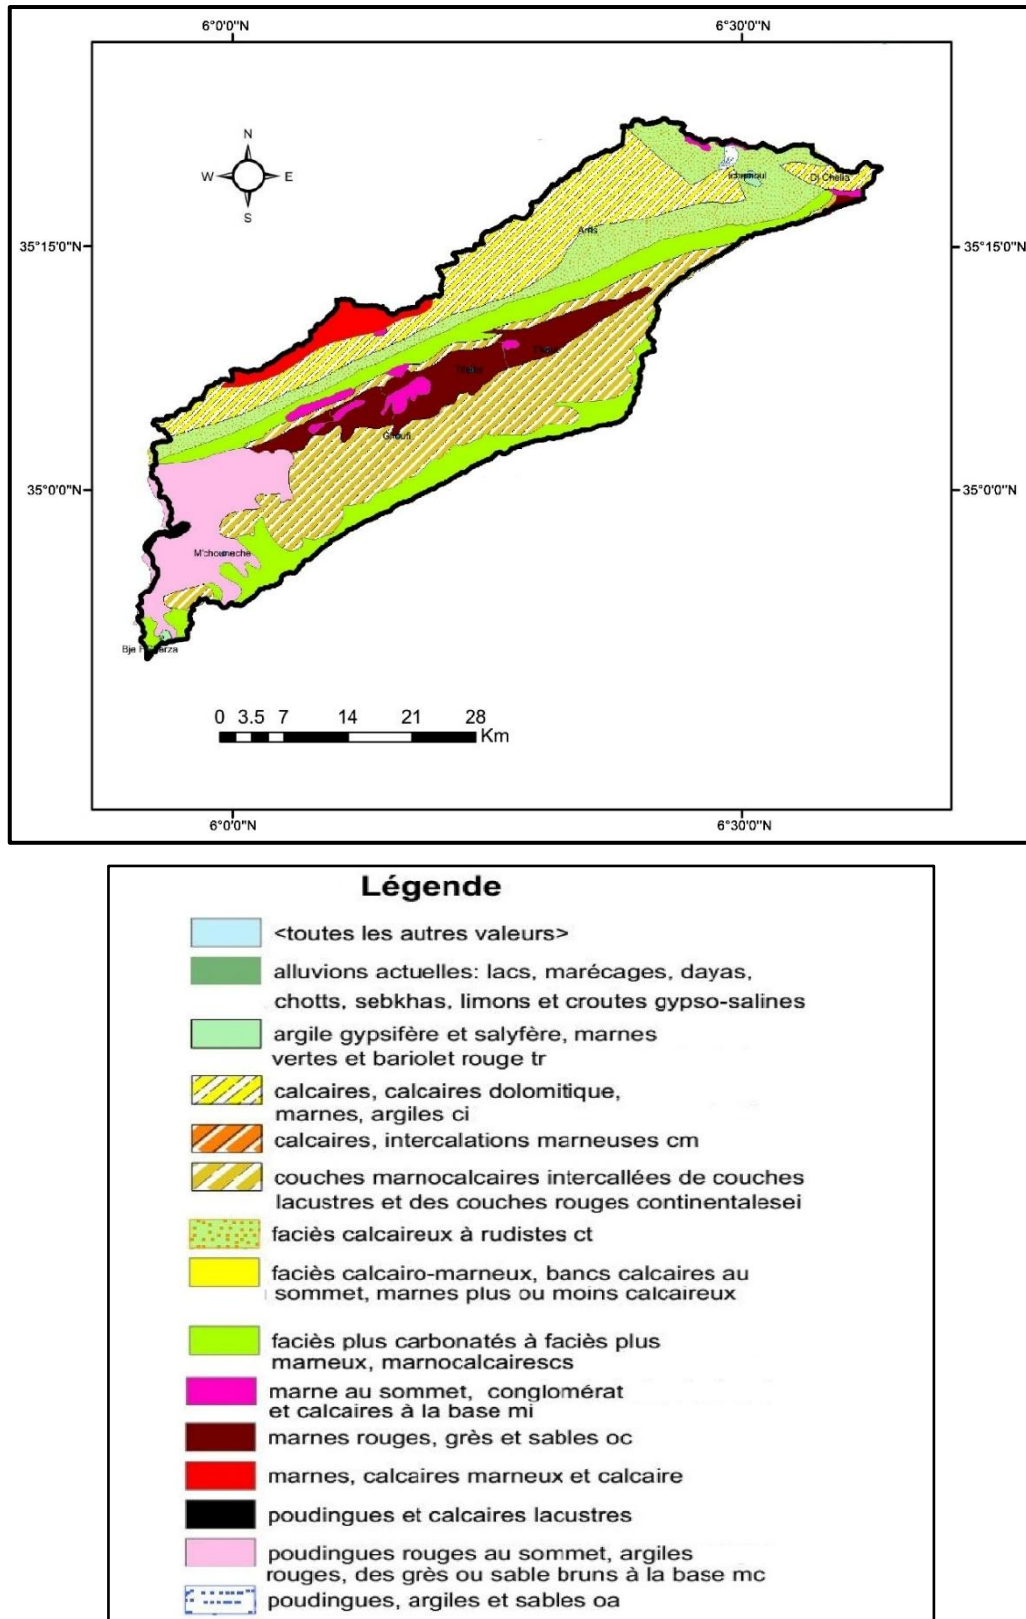 6°0'0"N
6°30'0"N
N
W
E
S
35°15'0"N
35°15'0"N
Ichemoul
Dj Chelia
Arris
Ghoufi
35°0'0"N
35°0'0"N
M'chouneche
0 3.5 7 14 21 28
Km
6°0'0"N
6°30'0"N
Légende
<toutes les autres valeurs>
alluvions actuelles: lacs, marécages, dayas,
chotts, sebkhas, limons et croutes gypso-salines
argile gypsifère et salyfère, marnes
vertes et bariolet rouge tr
calcaires, calcaires dolomitique,
marnes, argiles ci
calcaires, intercalations marneuses cm
couches marnocalcaires intercallées de couches
lacustres et des couches rouges continentalesei
faciès calcaireux à rudistes ct
faciès calcairo-marneux, bancs calcaires au
sommet, marnes plus ou moins calcaireux
faciès plus carbonatés à faciès plus
marneux, marnocalcairescs
marne au sommet, conglomérat
et calcaires à la base mi
marnes rouges, grès et sables oc
marnes, calcaires marneux et calcaire
poudingues et calcaires lacustres
poudingues rouges au sommet, argiles
rouges, des grès ou sable bruns à la base mc
poudingues, argiles et sables oa